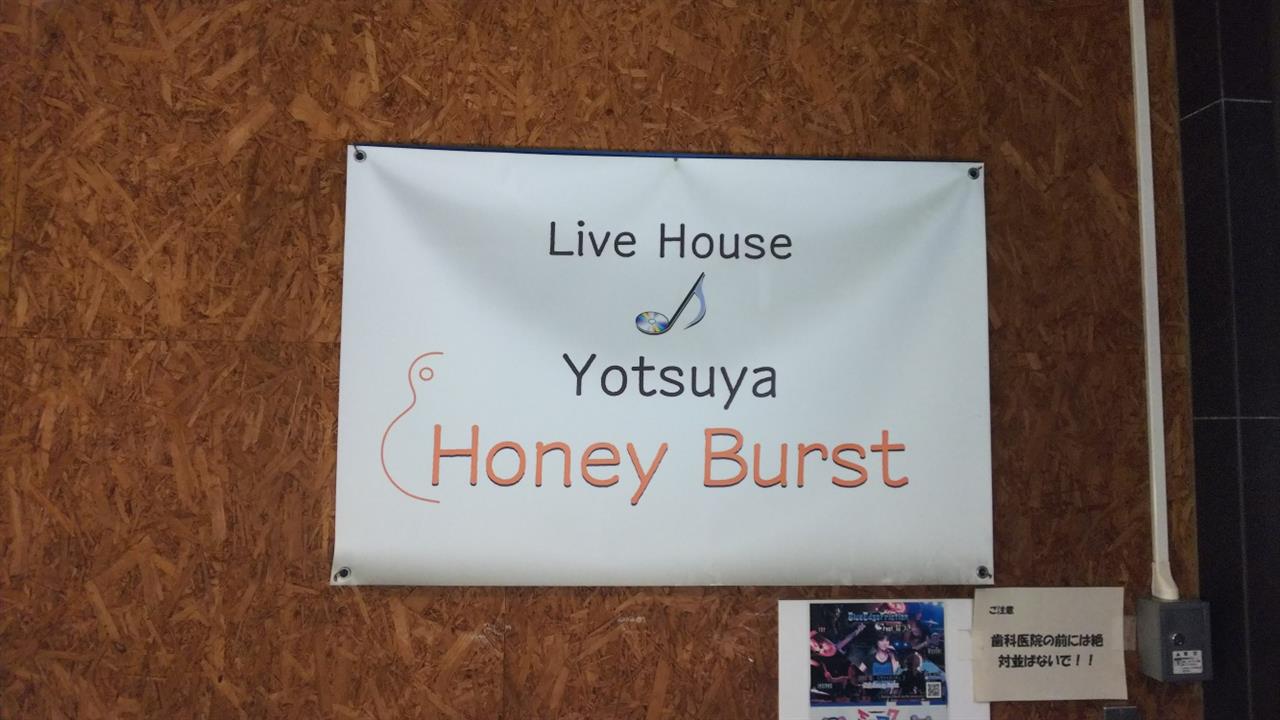 Live House
Yotsuya
Honey Burst
BlueEdgeFriction
ご注意
歯科医院の前には絶
対並ばないで！！